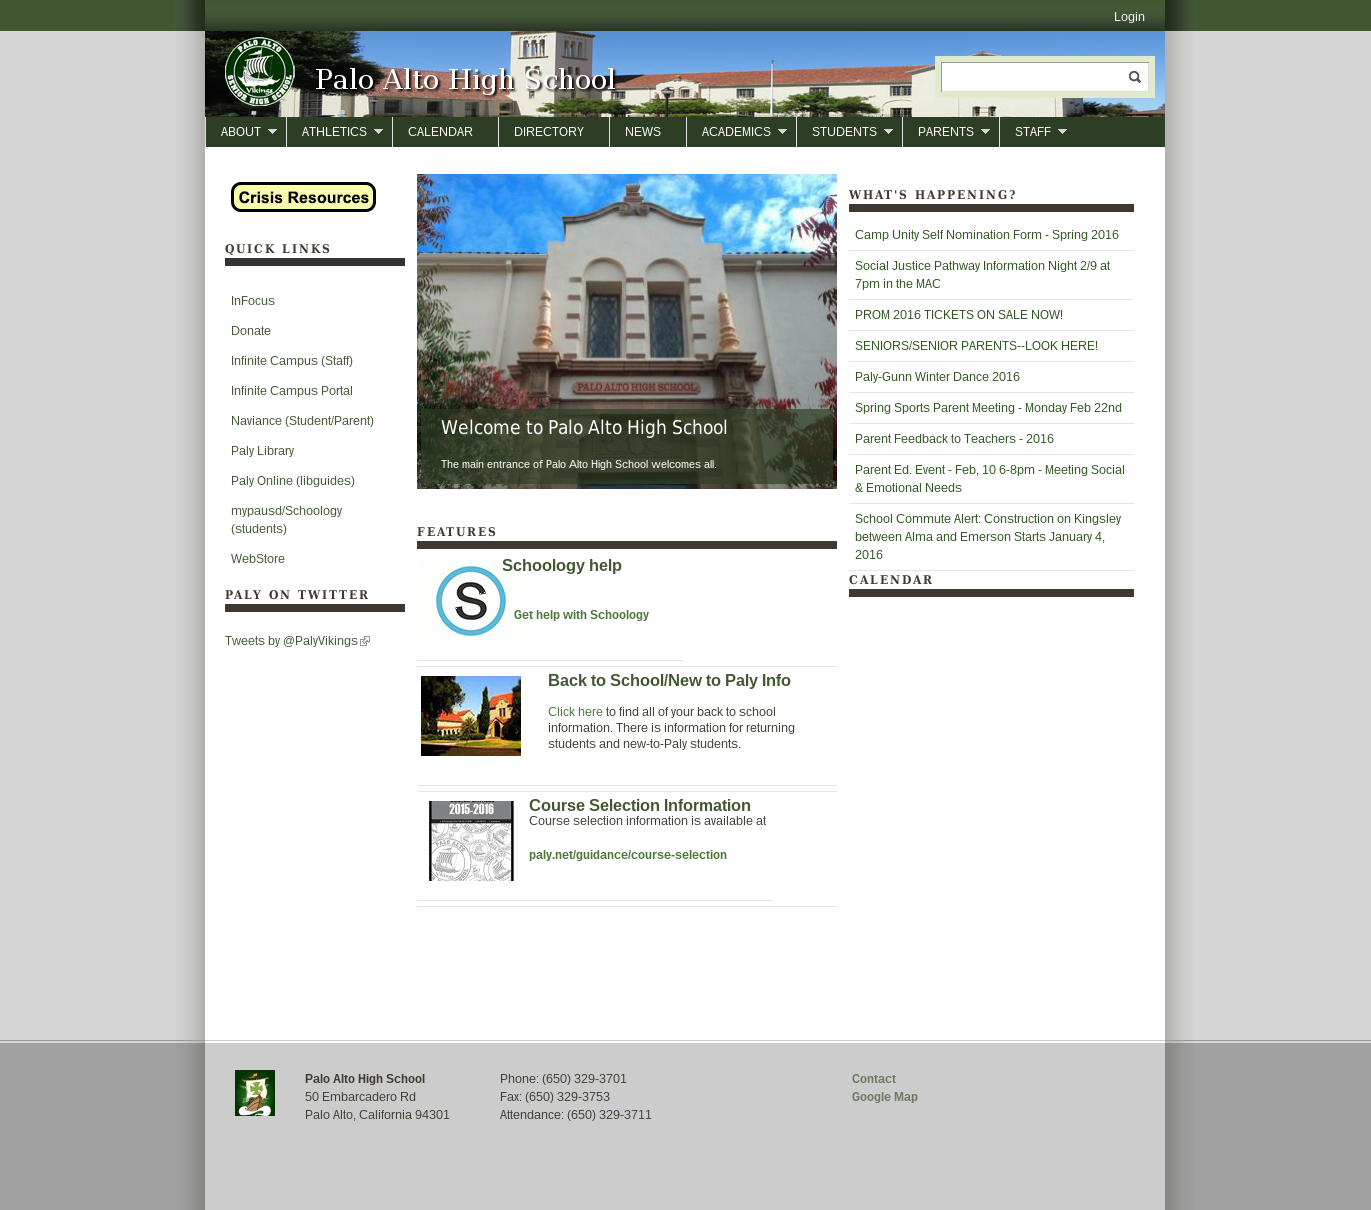 Login
PALO ALTO
SENIOR HIGH SCHOOL
Vikings
Palo Alto High School
ABOUT
ATHLETICS
CALENDAR
DIRECTORY
NEWS
ACADEMICS
STUDENTS
PARENTS
STAFF
Crisis Resources
QUICK LINKS
InFocus
Donate
Infinite Campus (Staff)
Infinite Campus Portal
Naviance (Student/Parent)
Paly Library
Paly Online (libguides)
mypausd/Schoology
(students)
WebStore
PALY ON TWITTER
Tweets by @PalyVikings
PALO ALTO HIGH SCHOOL
Welcome to Palo Alto High School
The main entrance of Palo Alto High School welcomes all.
FEATURES
Schoology help
S
Get help with Schoology
Back to School/New to Paly Info
Click here to find all of your back to school
information. There is information for returning
students and new-to-Paly students.
2015-2016
Course Selection Information
Course selection information is available at
paly.net/guidance/course-selection
WHAT'S HAPPENING?
Camp Unity Self Nomination Form - Spring 2016
Social Justice Pathway Information Night 2/9 at
7pm in the MAC
PROM 2016 TICKETS ON SALE NOW!
SENIORS/SENIOR PARENTS--LOOK HERE!
Paly-Gunn Winter Dance 2016
Spring Sports Parent Meeting - Monday Feb 22nd
Parent Feedback to Teachers - 2016
Parent Ed. Event - Feb, 10 6-8pm - Meeting Social
& Emotional Needs
School Commute Alert: Construction on Kingsley
between Alma and Emerson Starts January 4,
2016
CALENDAR
Palo Alto High School
50 Embarcadero Rd
Palo Alto, California 94301
Phone: (650) 329-3701
Fax: (650) 329-3753
Attendance: (650) 329-3711
Contact
Google Map